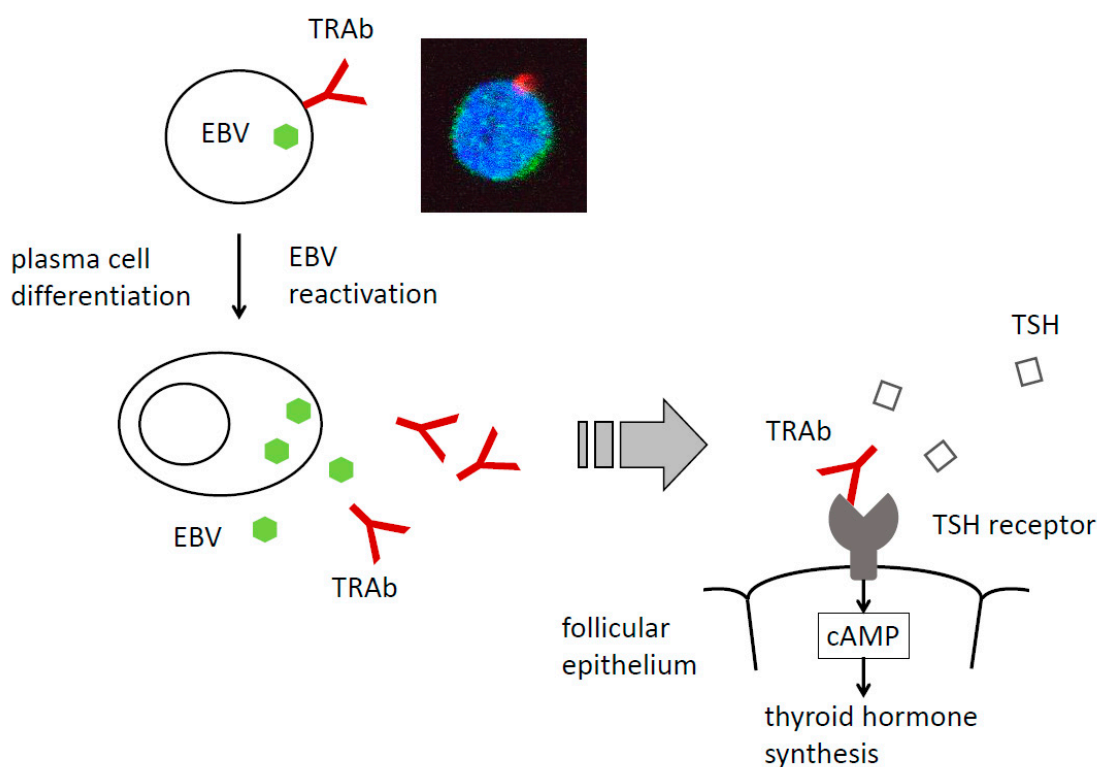 TRAb
EBV
plasma cell
differentiation
EBV
reactivation
EBV
TRAb
TSH
TRAb
TSH receptor
follicular
epithelium
cAMP
thyroid hormone
synthesis